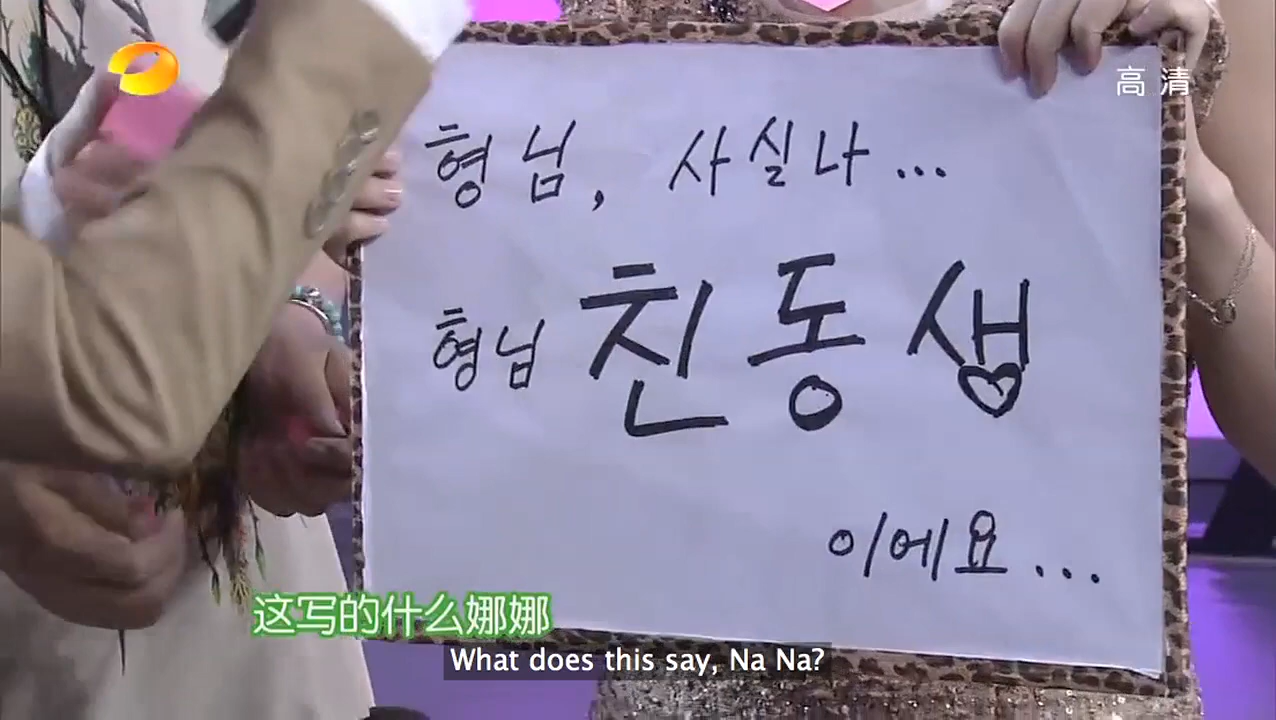 高清
형님, 사실나...
형님 친동생
이에요...
这写的什么娜娜
What does this say, Na Na?